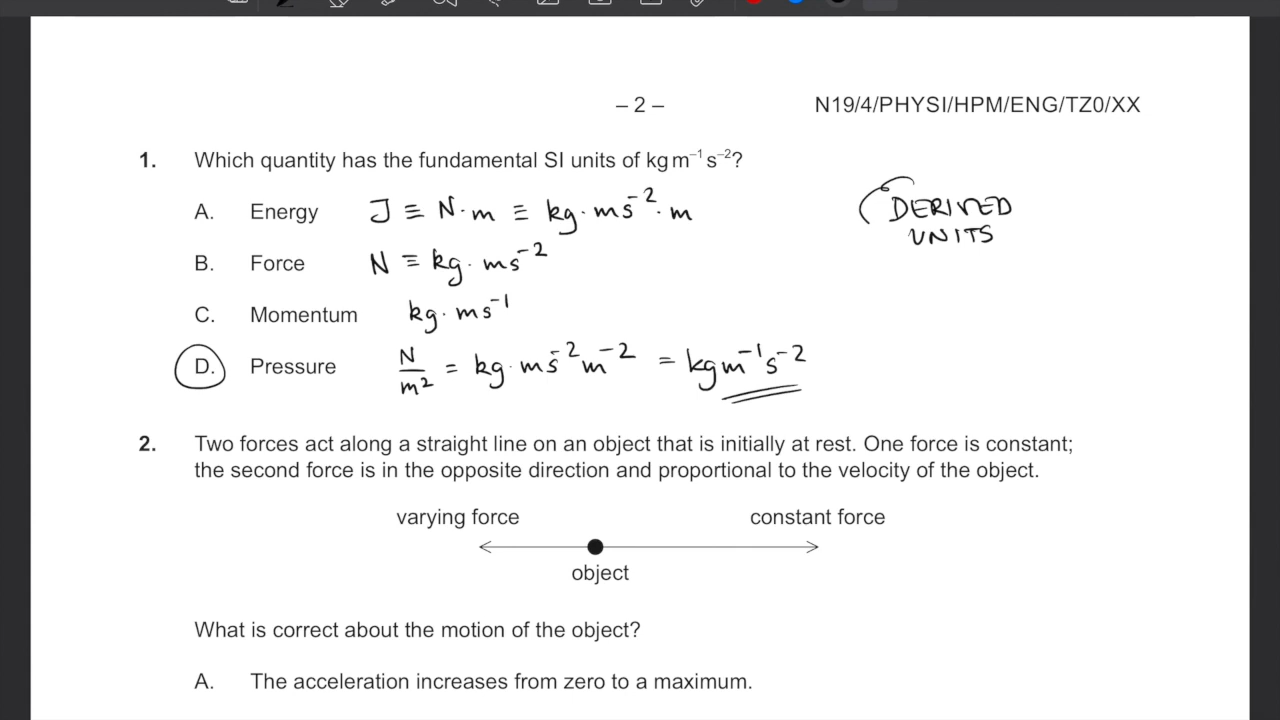 – 2 –
N19/4/PHYSI/HPM/ENG/TZ0/XX
1. Which quantity has the fundamental SI units of kg m⁻¹ s⁻²?
A. Energy J ≡ N·m ≡ kg·ms⁻²·m
DERIVED
UNITS
B. Force N ≡ kg·ms⁻²
C. Momentum kg·ms⁻¹
D. Pressure N/m² = kg·ms⁻²m⁻² = kgm⁻¹s⁻²
2. Two forces act along a straight line on an object that is initially at rest. One force is constant;
the second force is in the opposite direction and proportional to the velocity of the object.
varying force
constant force
object
What is correct about the motion of the object?
A. The acceleration increases from zero to a maximum.